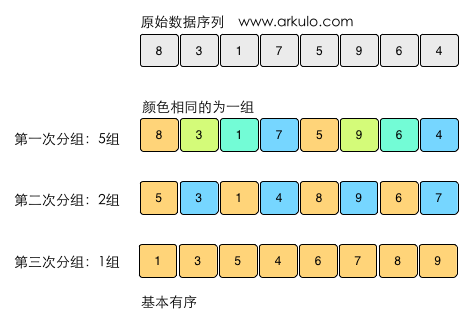 原始数据序列 www.arkulo.com
8 3 1 7 5 9 6 4
颜色相同的为一组
第一次分组：5组 8 3 1 7 5 9 6 4
第二次分组：2组 5 3 1 4 8 9 6 7
第三次分组：1组 1 3 5 4 6 7 8 9
基本有序